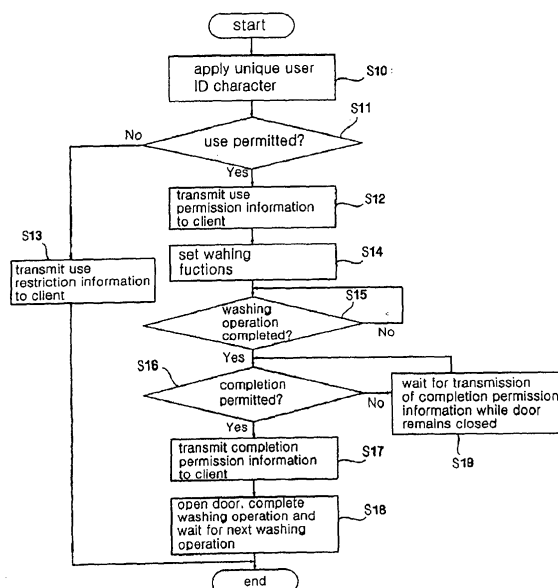 start
apply unique user
ID character
S10
S11
use permitted?
No
Yes
transmit use
permission information
to client
S12
S13
transmit use
restriction information
to client
set wahing
fuctions
S14
S15
washing
operation
completed?
No
Yes
S16
completion
permitted?
No
wait for transmission
of completion permission
information while door
remains closed
S19
Yes
transmit completion
permission information
to client
S17
open door, complete
washing operation and
wait for next washing
operation
S18
end